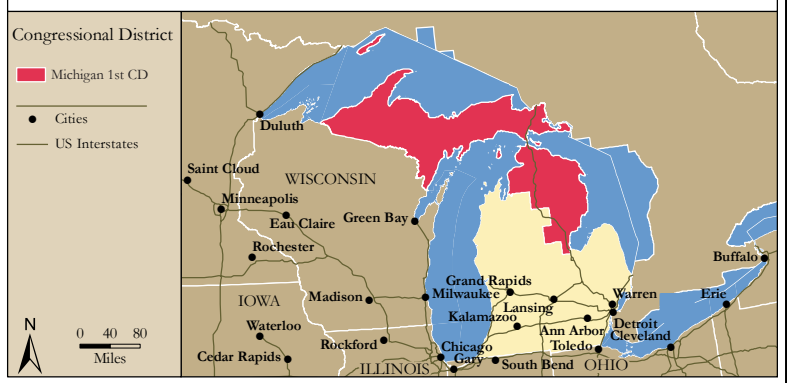 Congressional District
Michigan 1st CD
Cities
US Interstates
N
0 40 80
Miles
Duluth
Saint Cloud
WISCONSIN
Minneapolis
Eau Claire
Green Bay
Rochester
Buffalo
IOWA
Madison
Milwaukee
Grand Rapids
Lansing
Warren
Erie
Waterloo
Kalamazoo
Ann Arbor
Detroit
Cleveland
Rockford
Chicago
Toledo
Cedar Rapids
Gary
ILLINOIS
South Bend
OHIO